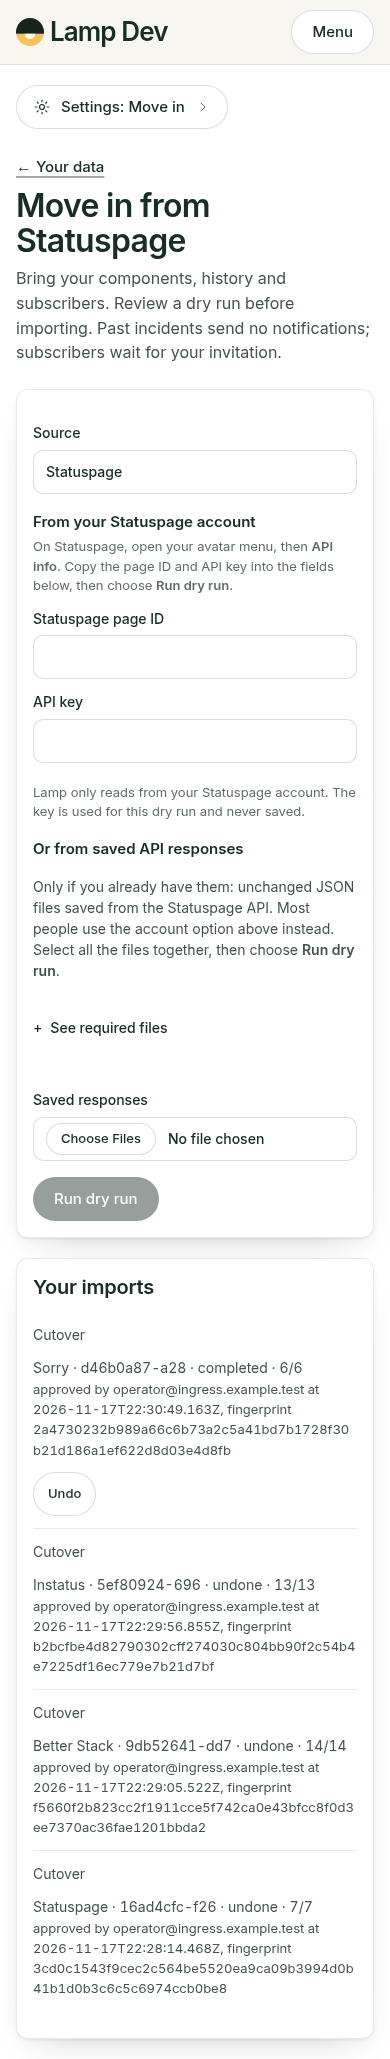 Lamp Dev
Menu
Settings: Move in
← Your data
Move in from
Statuspage
Bring your components, history and
subscribers. Review a dry run before
importing. Past incidents send no notifications;
subscribers wait for your invitation.
Source
Statuspage
From your Statuspage account
On Statuspage, open your avatar menu, then API
info. Copy the page ID and API key into the fields
below, then choose Run dry run.
Statuspage page ID
API key
Lamp only reads from your Statuspage account. The
key is used for this dry run and never saved.
Or from saved API responses
Only if you already have them: unchanged JSON
files saved from the Statuspage API. Most
people use the account option above instead.
Select all the files together, then choose Run dry
run.
+ See required files
Saved responses
Choose Files No file chosen
Run dry run
Your imports
Cutover
Sorry · d46b0a87-a28 · completed · 6/6
approved by operator@ingress.example.test at
2026-11-17T22:30:49.163Z, fingerprint
2a4730232b989a66c6b73a2c5a41bd7b1728f30
b21d186a1ef622d8d03e4d8fb
Undo
Cutover
Instatus · 5ef80924-696 · undone · 13/13
approved by operator@ingress.example.test at
2026-11-17T22:29:56.855Z, fingerprint
b2bcfbe4d82790302cff274030c804bb90f2c54b4
e7225df16ec779e7b21d7bf
Cutover
Better Stack · 9db52641-dd7 · undone · 14/14
approved by operator@ingress.example.test at
2026-11-17T22:29:05.522Z, fingerprint
f5660f2b823cc2f1911cce5f742ca0e43bfcc8f0d3
ee7370ac36fae1201bbda2
Cutover
Statuspage · 16ad4cfc-f26 · undone · 7/7
approved by operator@ingress.example.test at
2026-11-17T22:28:14.468Z, fingerprint
3cd0c1543f9cec2c564be5520ea9ca09b3994d0b
41b1d0b3c6c5c6974ccb0be8